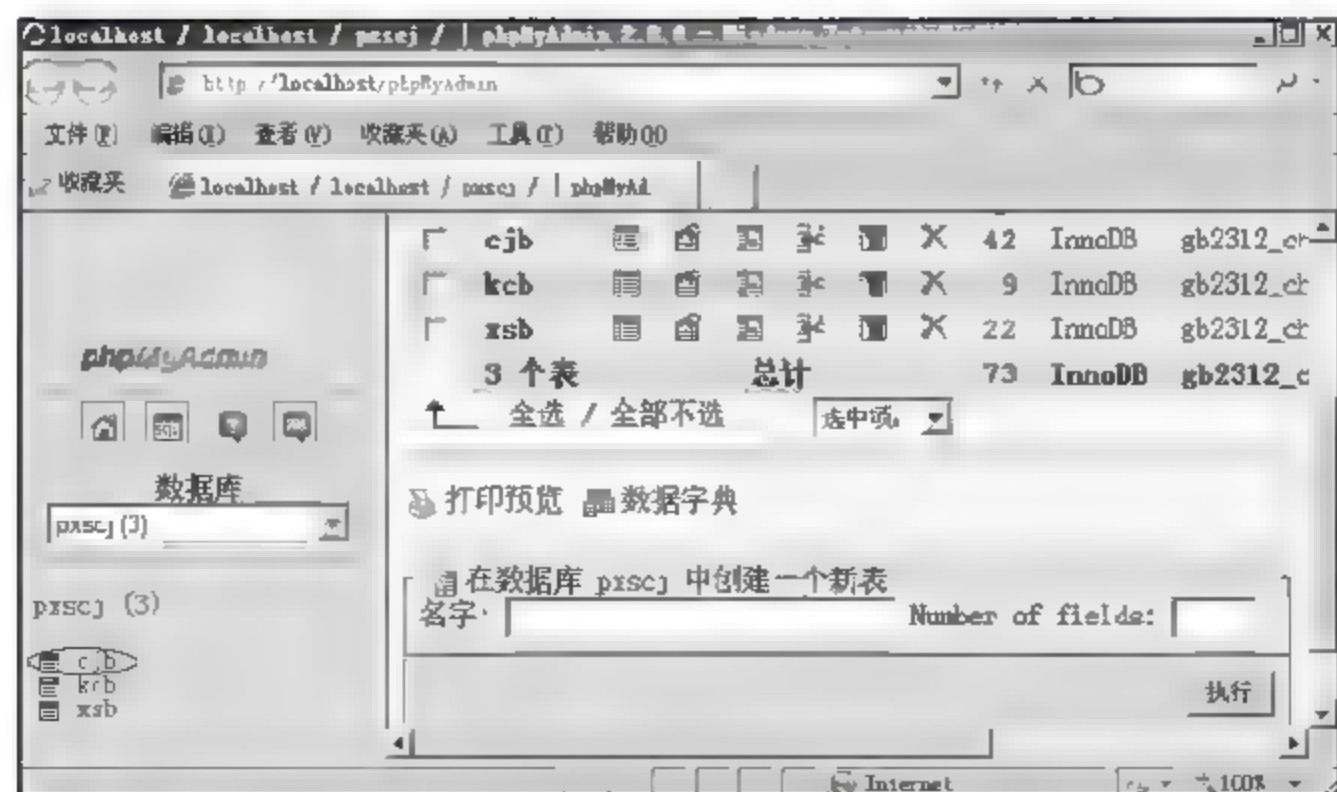 localhost / localhost / pxscj / | phpMyAdmin
http://localhost/phpMyAdmin
文件(F) 编辑(E) 查看(V) 收藏夹(A) 工具(T) 帮助(H)
收藏夹 localhost / localhost / pxscj / | phpMyAd
cjb 42 InnoDB gb2312_ch
kcb 9 InnoDB gb2312_ch
xsb 22 InnoDB gb2312_ch
3 个表 总计 73 InnoDB gb2312_c
全选 / 全部不选 选中项:
打印预览 数据字典
在数据库 pxscj 中创建一个新表
名字: Number of fields:
执行
phpMyAdmin
数据库
pxscj (3)
pxscj (3)
cjb
kcb
xsb
Internet 100%